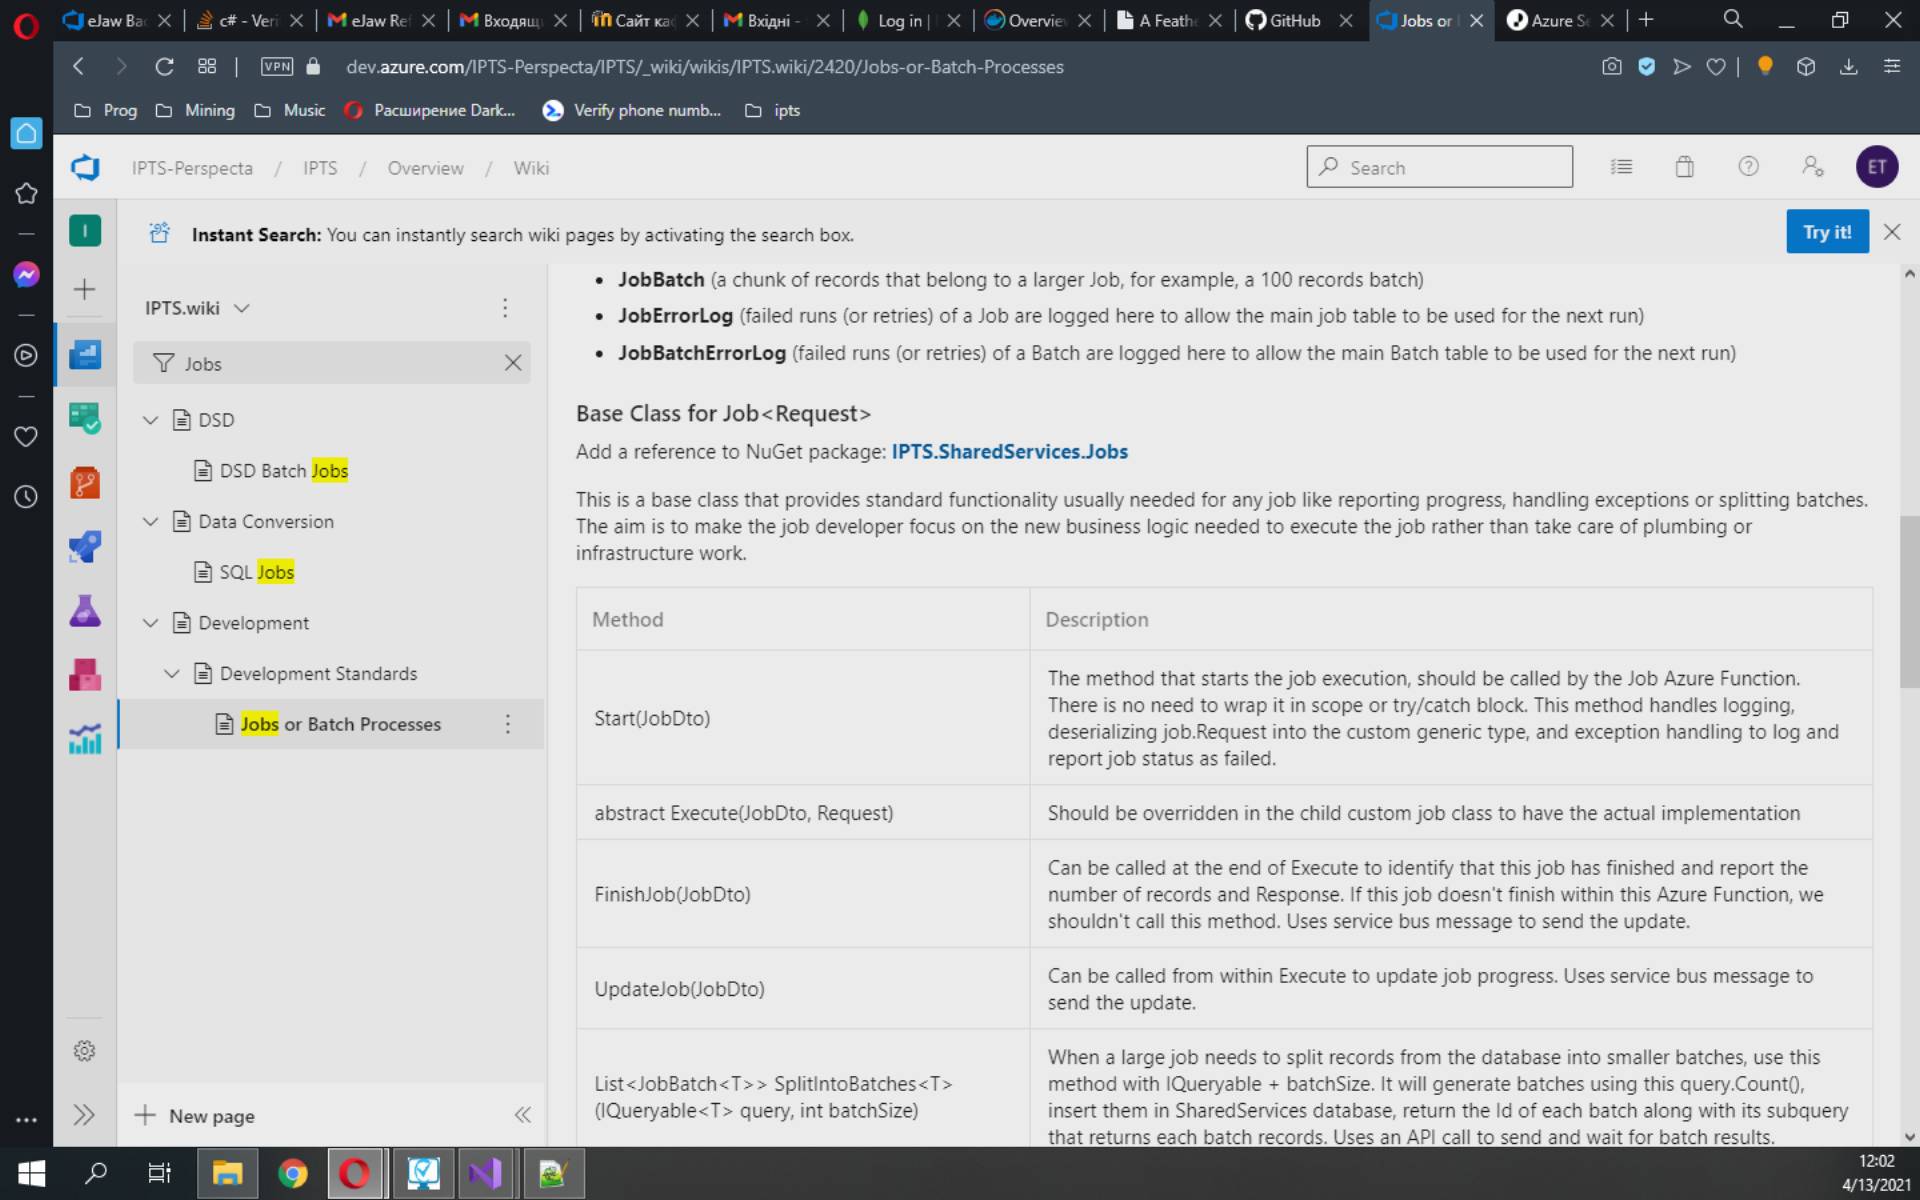 eJaw Bac
c# - Veri
eJaw Ref
Входящи
Сайт каф
Вхідні -
Log in |
Overview
A Feathe
GitHub
Jobs or
Azure Se
VPN
dev.azure.com/IPTS-Perspecta/IPTS/_wiki/wikis/IPTS.wiki/2420/Jobs-or-Batch-Processes
Prog
Mining
Music
Расширение Dark...
Verify phone numb...
ipts
IPTS-Perspecta / IPTS / Overview / Wiki
Search
ET
I
Instant Search: You can instantly search wiki pages by activating the search box.
Try it!
IPTS.wiki
Jobs
DSD
DSD Batch Jobs
Data Conversion
SQL Jobs
Development
Development Standards
Jobs or Batch Processes
New page
• JobBatch (a chunk of records that belong to a larger Job, for example, a 100 records batch)
• JobErrorLog (failed runs (or retries) of a Job are logged here to allow the main job table to be used for the next run)
• JobBatchErrorLog (failed runs (or retries) of a Batch are logged here to allow the main Batch table to be used for the next run)
Base Class for Job<Request>
Add a reference to NuGet package: IPTS.SharedServices.Jobs
This is a base class that provides standard functionality usually needed for any job like reporting progress, handling exceptions or splitting batches.
The aim is to make the job developer focus on the new business logic needed to execute the job rather than take care of plumbing or
infrastructure work.
Method
Description
Start(JobDto)
The method that starts the job execution, should be called by the Job Azure Function.
There is no need to wrap it in scope or try/catch block. This method handles logging,
deserializing job.Request into the custom generic type, and exception handling to log and
report job status as failed.
abstract Execute(JobDto, Request)
Should be overridden in the child custom job class to have the actual implementation
FinishJob(JobDto)
Can be called at the end of Execute to identify that this job has finished and report the
number of records and Response. If this job doesn't finish within this Azure Function, we
shouldn't call this method. Uses service bus message to send the update.
UpdateJob(JobDto)
Can be called from within Execute to update job progress. Uses service bus message to
send the update.
List<JobBatch<T>> SplitIntoBatches<T>
(IQueryable<T> query, int batchSize)
When a large job needs to split records from the database into smaller batches, use this
method with IQueryable + batchSize. It will generate batches using this query.Count(),
insert them in SharedServices database, return the Id of each batch along with its subquery
that returns each batch records. Uses an API call to send and wait for batch results.
12:02
4/13/2021